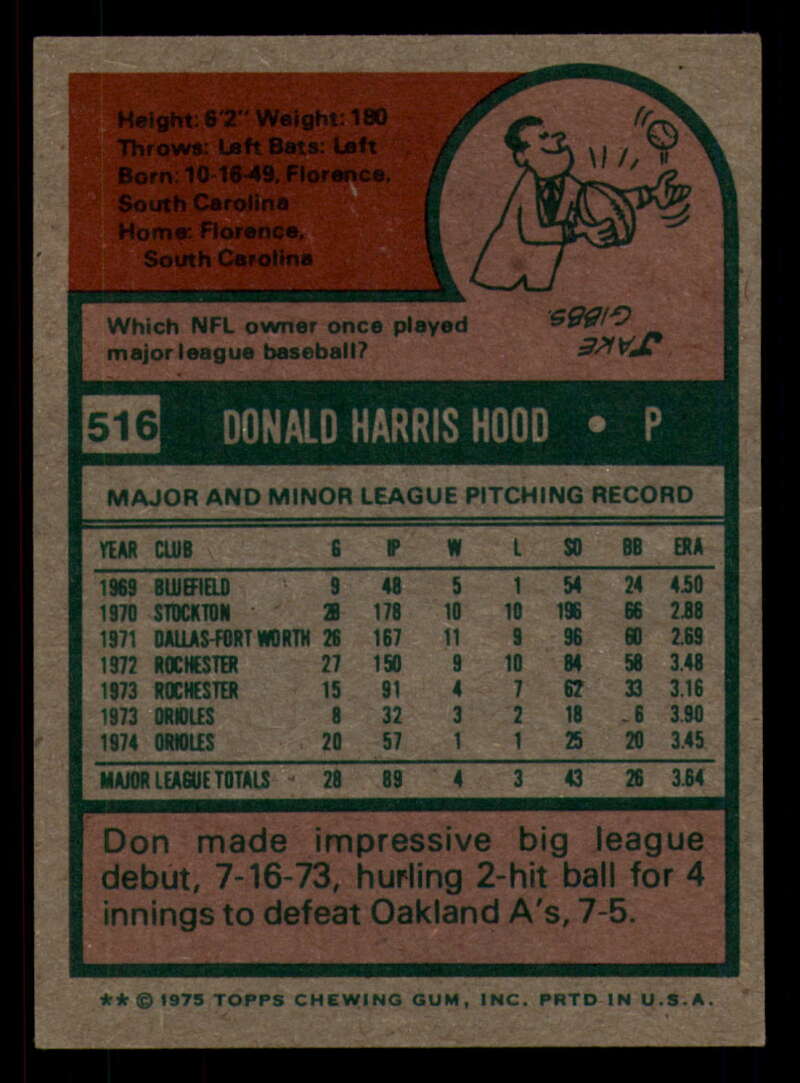 Height: 6'2" Weight: 180
Throws: Left Bats: Left
Born: 10-16-49, Florence,
South Carolina
Home: Florence,
South Carolina
Which NFL owner once played
major league baseball?
JAKE
GIBBS.
516 DONALD HARRIS HOOD • P
MAJOR AND MINOR LEAGUE PITCHING RECORD
YEAR CLUB G IP W L SO BB ERA
1969 BLUEFIELD 9 48 5 1 54 24 4.50
1970 STOCKTON 28 178 10 10 196 66 2.88
1971 DALLAS-FORT WORTH 26 167 11 9 96 60 2.69
1972 ROCHESTER 27 150 9 10 84 58 3.48
1973 ROCHESTER 15 91 4 7 62 33 3.16
1973 ORIOLES 8 32 3 2 18 6 3.90
1974 ORIOLES 20 57 1 1 25 20 3.45
MAJOR LEAGUE TOTALS 28 89 4 3 43 26 3.64
Don made impressive big league
debut, 7-16-73, hurling 2-hit ball for 4
innings to defeat Oakland A's, 7-5.
** © 1975 TOPPS CHEWING GUM, INC. PRTD IN U.S.A.